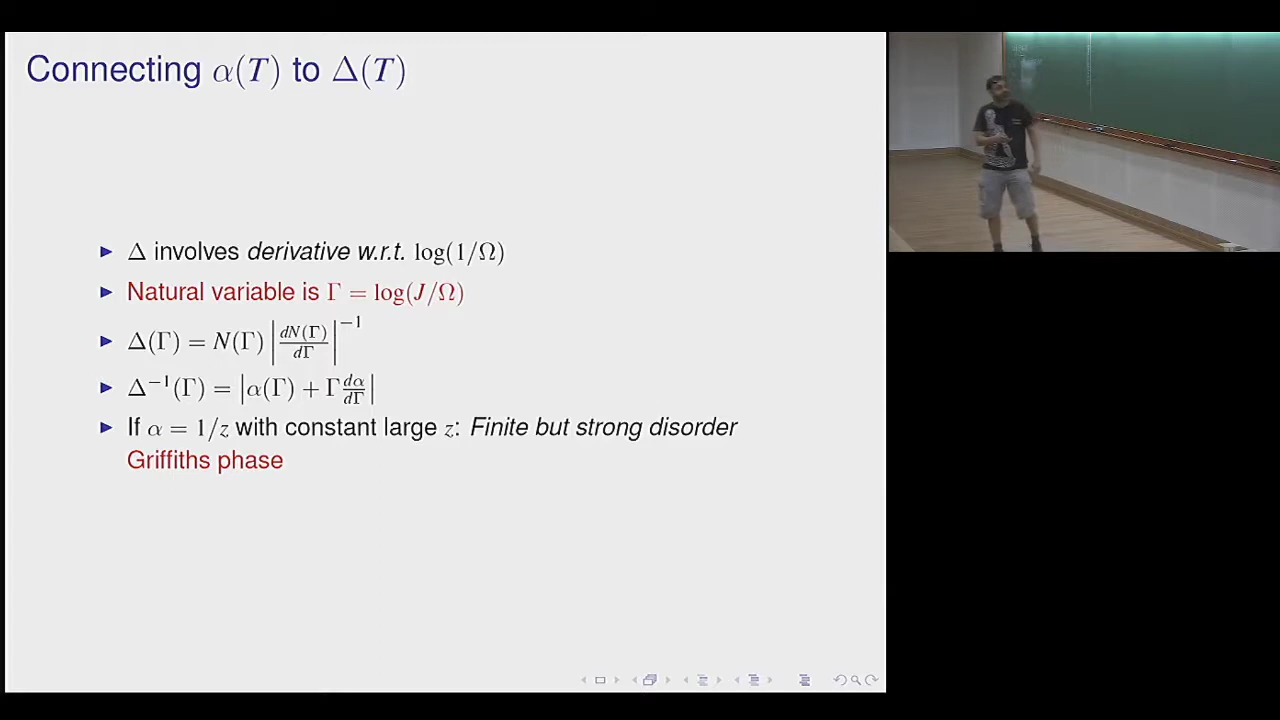 Connecting α(T) to Δ(T)
Δ involves derivative w.r.t. log(1/Ω)
Natural variable is Γ = log(J/Ω)
Δ(Γ) = N(Γ) |dN(Γ)/dΓ|⁻¹
Δ⁻¹(Γ) = |α(Γ) + Γ dα/dΓ|
If α = 1/z with constant large z: Finite but strong disorder
Griffiths phase